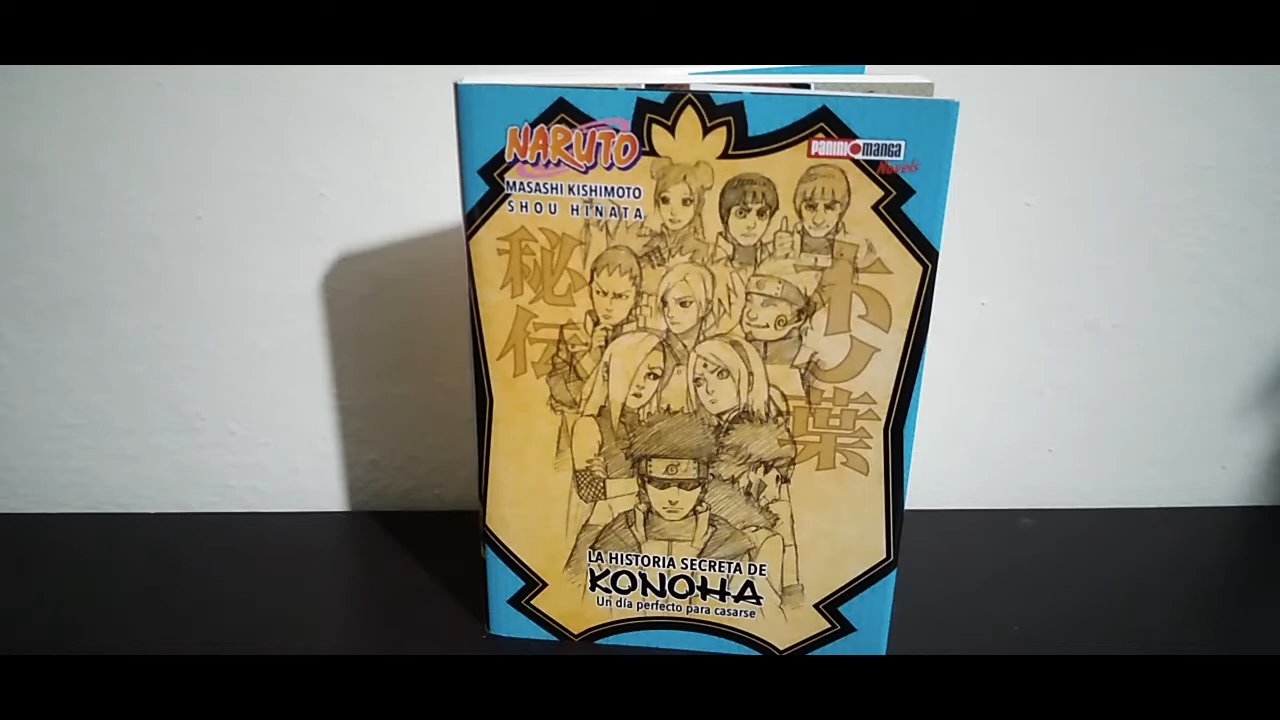 NARUTO
PANINI manga
Novels
MASASHI KISHIMOTO
SHOU HINATA
木ノ葉
秘伝
LA HISTORIA SECRETA DE
KONOHA
Un día perfecto para casarse